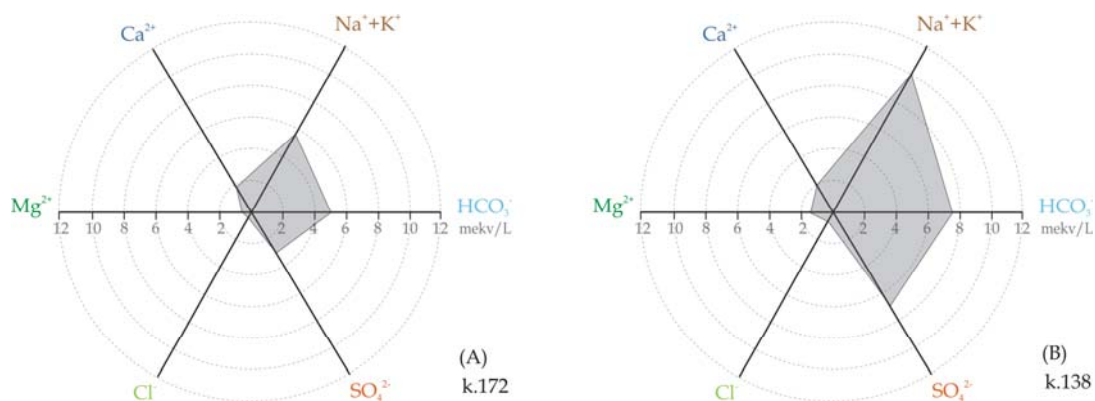 Ca²⁺
Na⁺+K⁺
Mg²⁺
HCO₃⁻
12 10 8 6 4 2 2 4 6 8 10 12
mekv/L
Cl⁻
SO₄²⁻
(A)
k.172
Ca²⁺
Na⁺+K⁺
Mg²⁺
HCO₃⁻
12 10 8 6 4 2 2 4 6 8 10 12
mekv/L
Cl⁻
SO₄²⁻
(B)
k.138